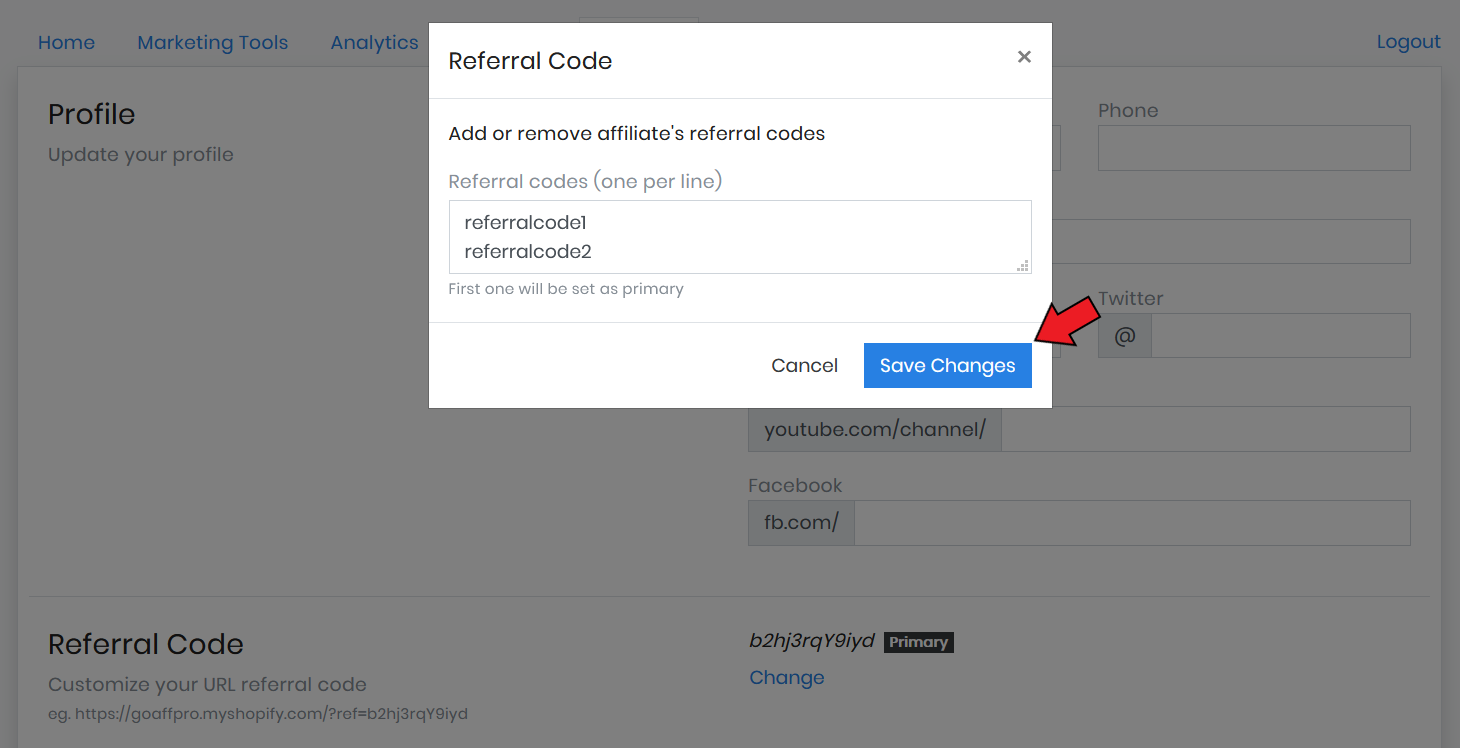 Home Marketing Tools Analytics
Logout
Referral Code ×
Add or remove affiliate's referral codes
Referral codes (one per line)
referralcode1
referralcode2
First one will be set as primary
Cancel Save Changes
Profile
Update your profile
Phone
Twitter
@
youtube.com/channel/
Facebook
fb.com/
Referral Code
Customize your URL referral code
eg. https://goaffpro.myshopify.com/?ref=b2hj3rqY9iyd
b2hj3rqY9iyd Primary
Change